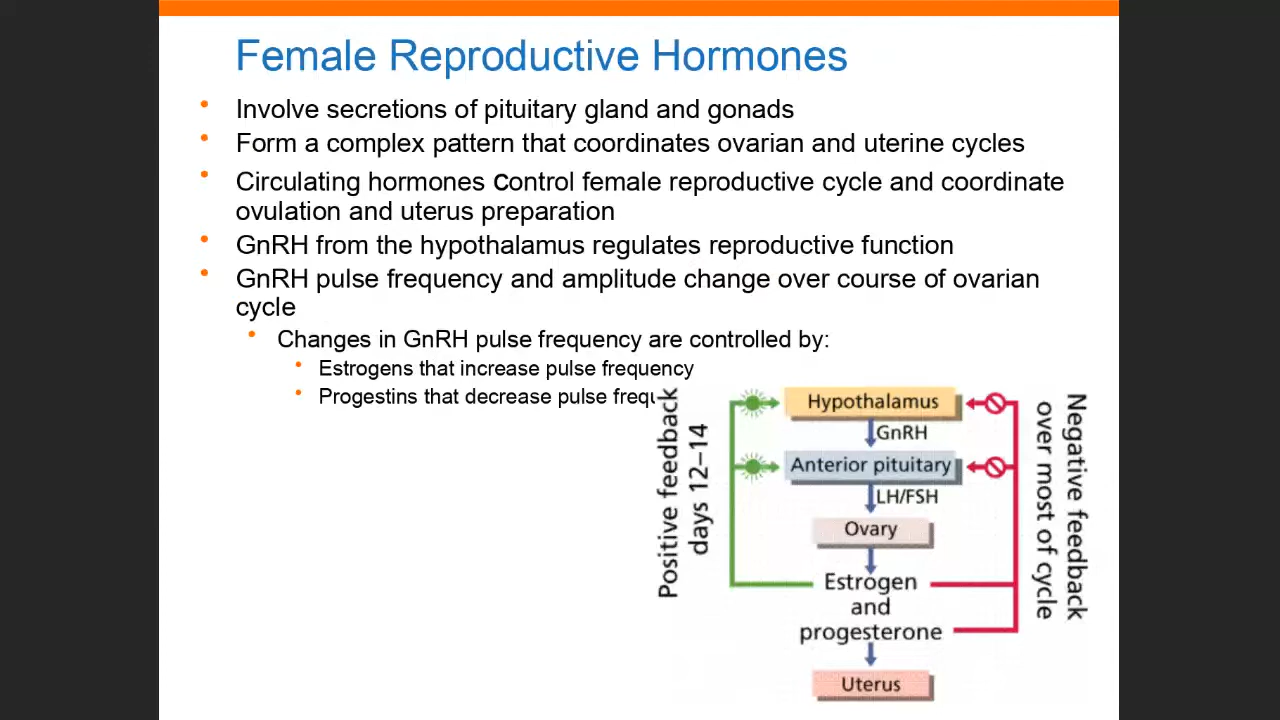 Female Reproductive Hormones
• Involve secretions of pituitary gland and gonads
• Form a complex pattern that coordinates ovarian and uterine cycles
• Circulating hormones control female reproductive cycle and coordinate
ovulation and uterus preparation
• GnRH from the hypothalamus regulates reproductive function
• GnRH pulse frequency and amplitude change over course of ovarian
cycle
• Changes in GnRH pulse frequency are controlled by:
• Estrogens that increase pulse frequency
• Progestins that decrease pulse frequ
Positive feedback
days 12–14
Hypothalamus
GnRH
Anterior pituitary
LH/FSH
Ovary
Estrogen
and
progesterone
Uterus
Negative feedback
over most of cycle